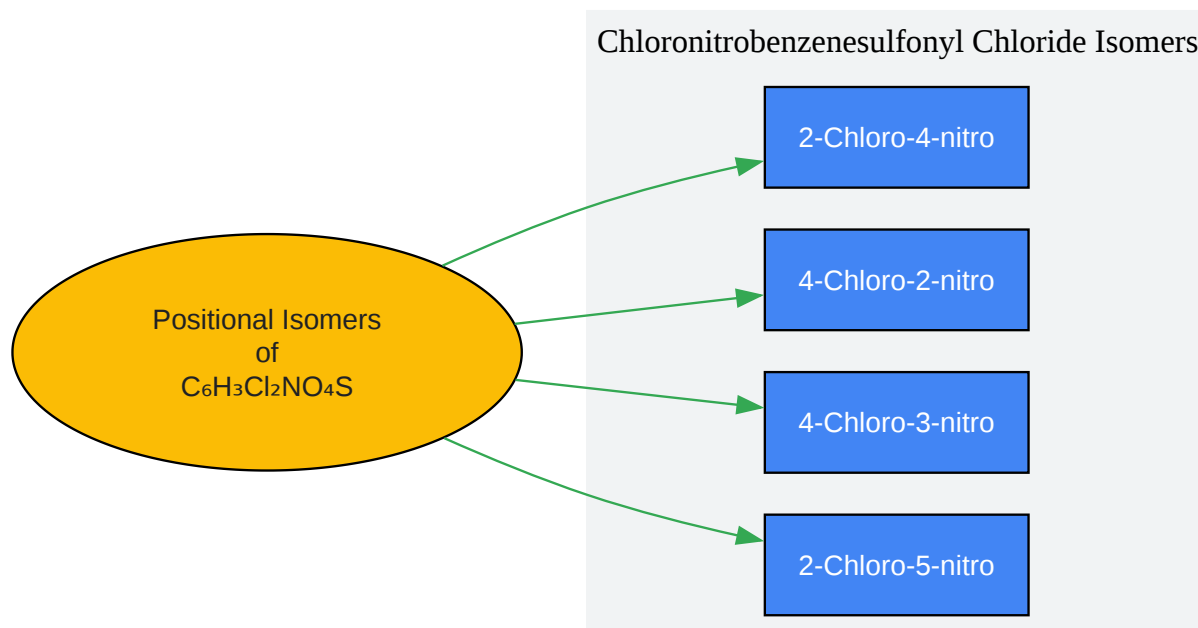 Chloronitrobenzenesulfonyl Chloride Isomers
Positional Isomers
of
C₆H₃Cl₂NO₄S
2-Chloro-4-nitro
4-Chloro-2-nitro
4-Chloro-3-nitro
2-Chloro-5-nitro